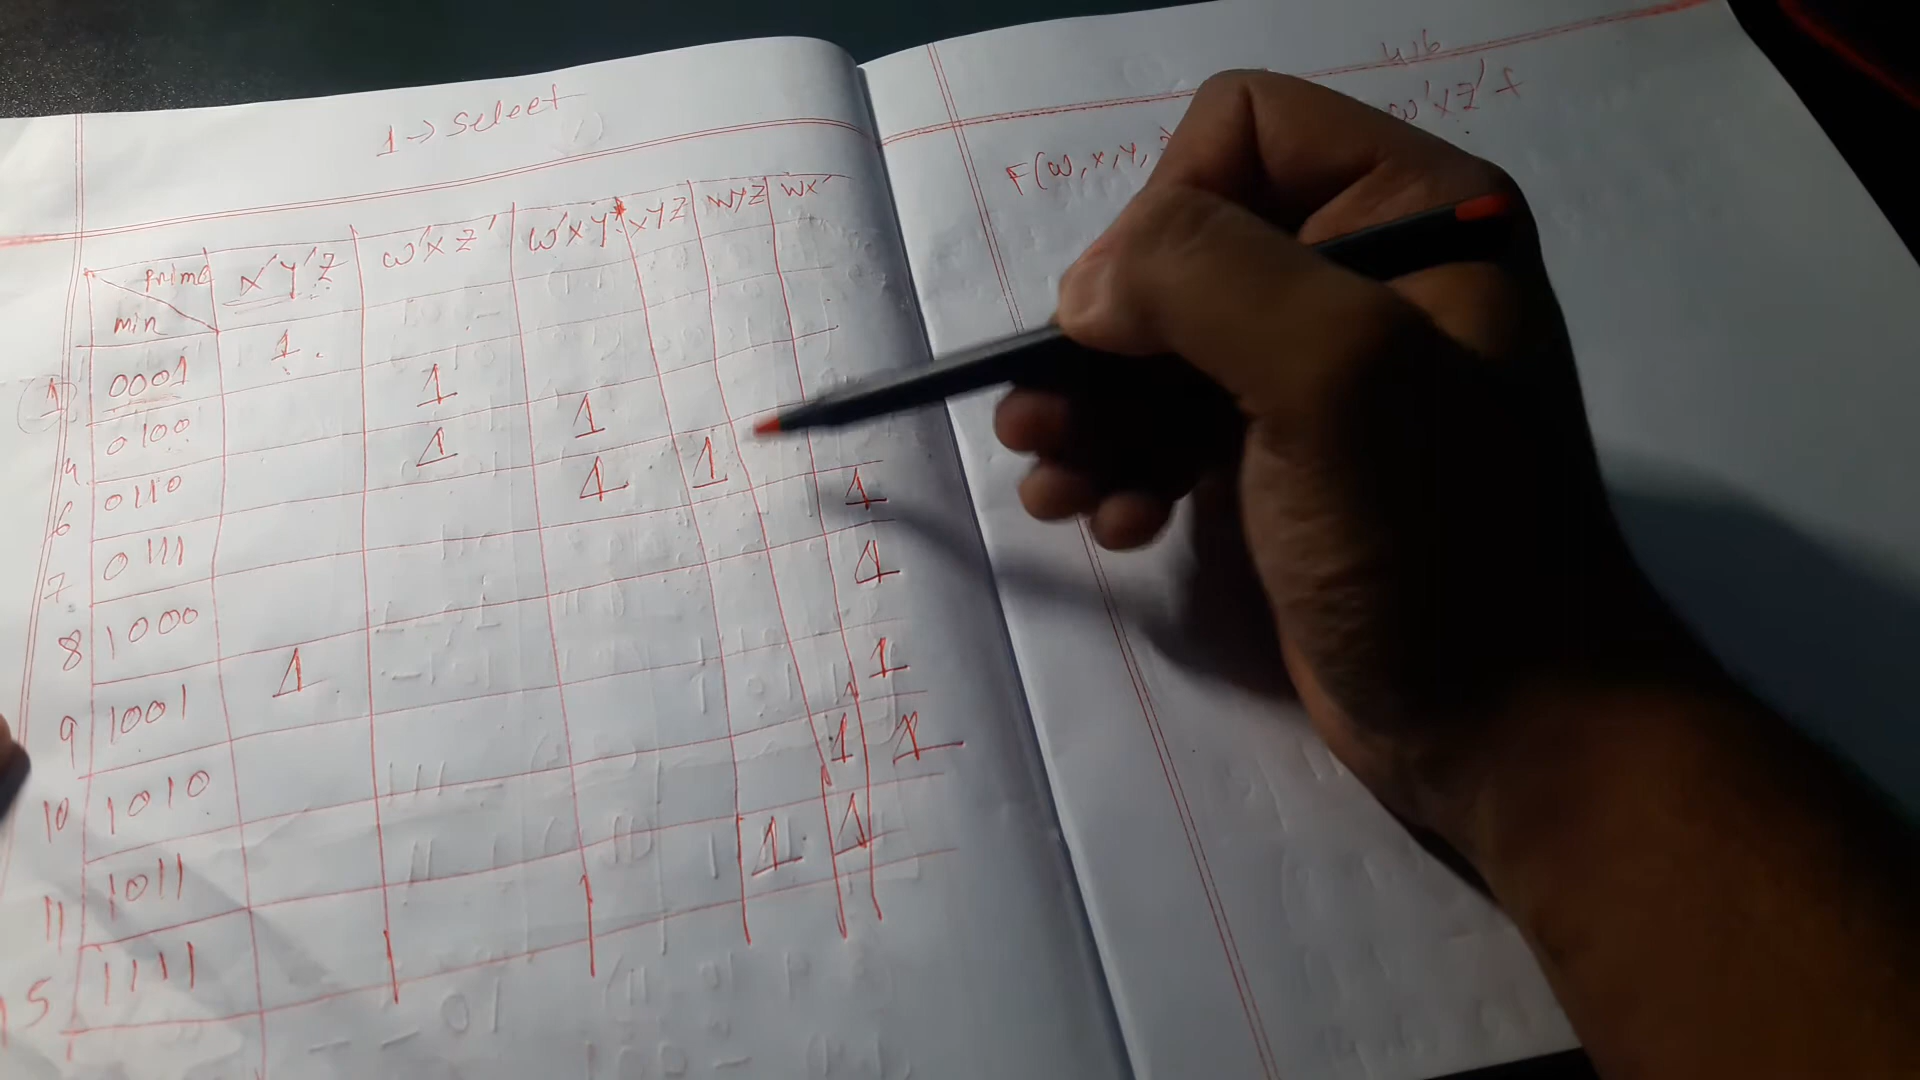 1→ Select
4,6
w'xz' +
F(w,x,y,
Prime
min
x'y'z
w'xz'
w'xy
xyz
wyz
wx'
1 0001 1
4 0100 1
6 0110 1 1
7 0111 1 1
8 1000 1
9 1001 1 1
10 1010 1
11 1011 1 1
15 1111 1 1